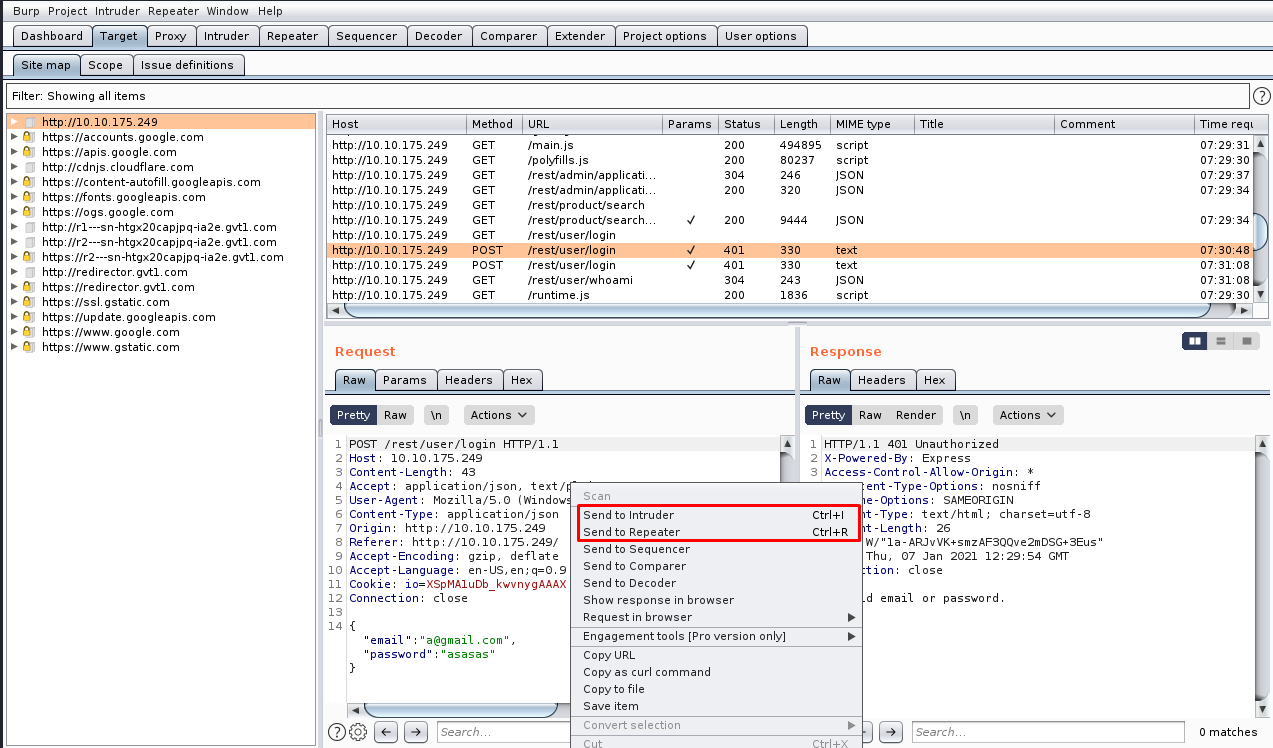 Burp Project Intruder Repeater Window Help
Dashboard Target Proxy Intruder Repeater Sequencer Decoder Comparer Extender Project options User options
Site map Scope Issue definitions
Filter: Showing all items
?
http://10.10.175.249
https://accounts.google.com
https://apis.google.com
http://cdnjs.cloudflare.com
https://content-autofill.googleapis.com
https://fonts.googleapis.com
https://ogs.google.com
http://r1---sn-htgx20capjpq-ia2e.gvt1.com
http://r2---sn-htgx20capjpq-ia2e.gvt1.com
https://r2---sn-htgx20capjpq-ia2e.gvt1.com
http://redirector.gvt1.com
https://redirector.gvt1.com
https://ssl.gstatic.com
https://update.googleapis.com
https://www.google.com
https://www.gstatic.com
Host Method URL Params Status Length MIME type Title Comment Time requ
http://10.10.175.249 GET /main.js 200 494895 script 07:29:31
http://10.10.175.249 GET /polyfills.js 200 80237 script 07:29:30
http://10.10.175.249 GET /rest/admin/applicati... 304 246 JSON 07:29:37
http://10.10.175.249 GET /rest/admin/applicati... 200 320 JSON 07:29:34
http://10.10.175.249 GET /rest/product/search
http://10.10.175.249 GET /rest/product/search... ✓ 200 9444 JSON 07:29:34
http://10.10.175.249 GET /rest/user/login
http://10.10.175.249 POST /rest/user/login ✓ 401 330 text 07:30:48
http://10.10.175.249 POST /rest/user/login ✓ 401 330 text 07:31:08
http://10.10.175.249 GET /rest/user/whoami 304 243 JSON 07:31:08
http://10.10.175.249 GET /runtime.js 200 1836 script 07:29:30
Request
Raw Params Headers Hex
Pretty Raw \n Actions
1 POST /rest/user/login HTTP/1.1
2 Host: 10.10.175.249
3 Content-Length: 43
4 Accept: application/json, text/pl
5 User-Agent: Mozilla/5.0 (Windows
6 Content-Type: application/json
7 Origin: http://10.10.175.249
8 Referer: http://10.10.175.249/
9 Accept-Encoding: gzip, deflate
10 Accept-Language: en-US,en;q=0.9
11 Cookie: io=XSpMA1uDb_kwvnygAAAX
12 Connection: close
13
14 {
"email":"a@gmail.com",
"password":"asasas"
}
? Search...
Scan
Send to Intruder Ctrl+I
Send to Repeater Ctrl+R
Send to Sequencer
Send to Comparer
Send to Decoder
Show response in browser
Request in browser
Engagement tools [Pro version only]
Copy URL
Copy as curl command
Copy to file
Save item
Convert selection
Cut Ctrl+X
Response
Raw Headers Hex
Pretty Raw Render \n Actions
1 HTTP/1.1 401 Unauthorized
2 X-Powered-By: Express
3 Access-Control-Allow-Origin: *
tent-Type-Options: nosniff
me-Options: SAMEORIGIN
nt-Type: text/html; charset=utf-8
nt-Length: 26
W/"1a-ARJvVK+smzAF3QQve2mDSG+3Eus"
Thu, 07 Jan 2021 12:29:54 GMT
tion: close
d email or password.
Search... 0 matches